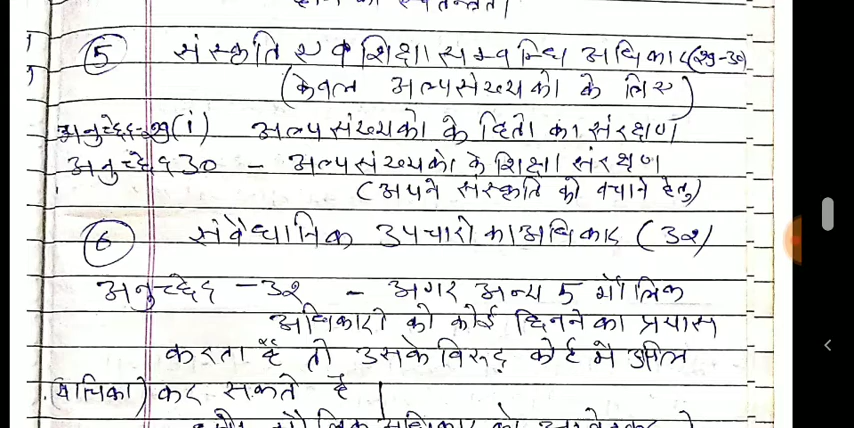 5 संस्कृति एवं शिक्षा सम्बन्धि अधिकार (29-30)
(केवल अल्पसंख्यको के लिए)
अनुच्छेद-29(i) अल्पसंख्यको के हितो का संरक्षण
अनुच्छेद 30 - अल्पसंख्यको के शिक्षा संरक्षण
(अपने संस्कृति को बचाने हेतु)
6 संवैधानिक उपचारो का अधिकार (32)
अनुच्छेद - 32 - अगर अन्य 5 मौलिक
अधिकारो को कोई छिनने का प्रयास
करता है तो उसके विरुद्ध कोर्ट मे अपिल
(याचिका) कर सकते है |